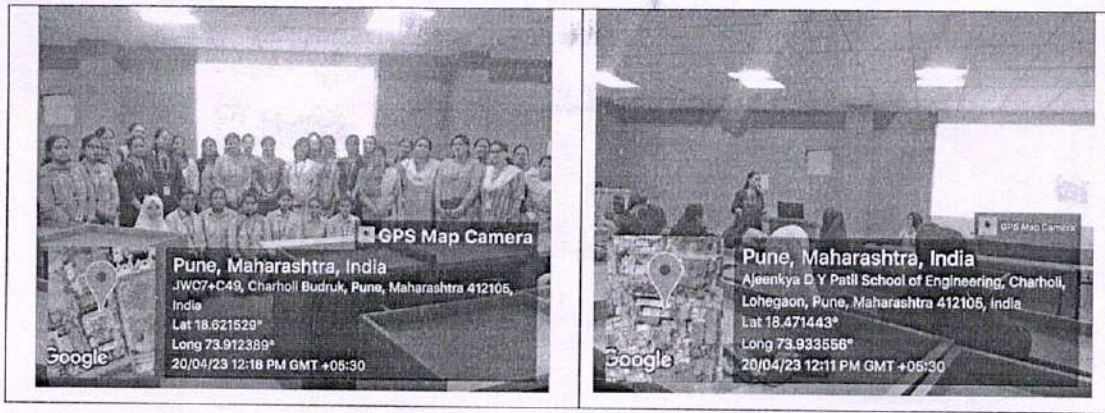 GPS Map Camera
Pune, Maharashtra, India
JWC7+C49, Charholi Budruk, Pune, Maharashtra 412105,
India
Lat 18.621529°
Long 73.912389°
20/04/23 12:18 PM GMT +05:30
Google
GPS Map Camera
Pune, Maharashtra, India
Ajeenkya D Y Patil School of Engineering, Charholi,
Lohegaon, Pune, Maharashtra 412105, India
Lat 18.471443°
Long 73.933556°
20/04/23 12:11 PM GMT +05:30
Google